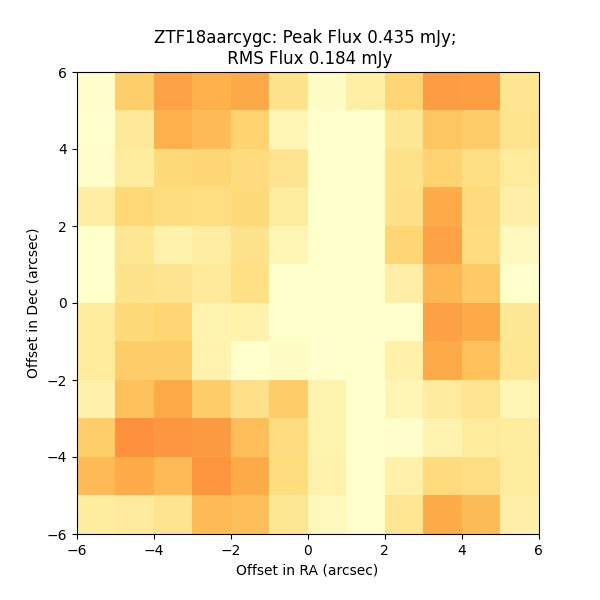 ZTF18aarcygc: Peak Flux 0.435 mJy;
RMS Flux 0.184 mJy
6
4
2
0
−2
−4
−6
Offset in Dec (arcsec)
−6 −4 −2 0 2 4 6
Offset in RA (arcsec)